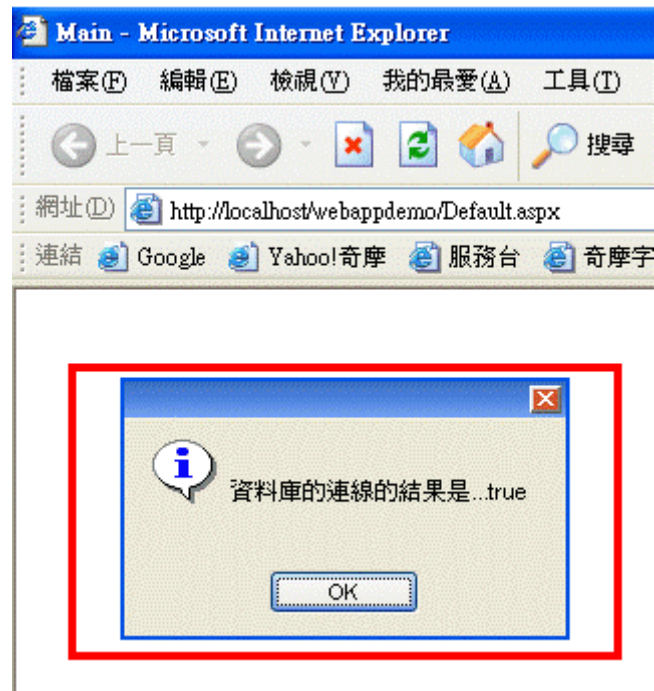 Main - Microsoft Internet Explorer
檔案(F) 編輯(E) 檢視(V) 我的最愛(A) 工具(T)
上一頁 搜尋
網址(D) http://localhost/webappdemo/Default.aspx
連結 Google Yahoo!奇摩 服務台 奇摩字
資料庫的連線的結果是...true
OK